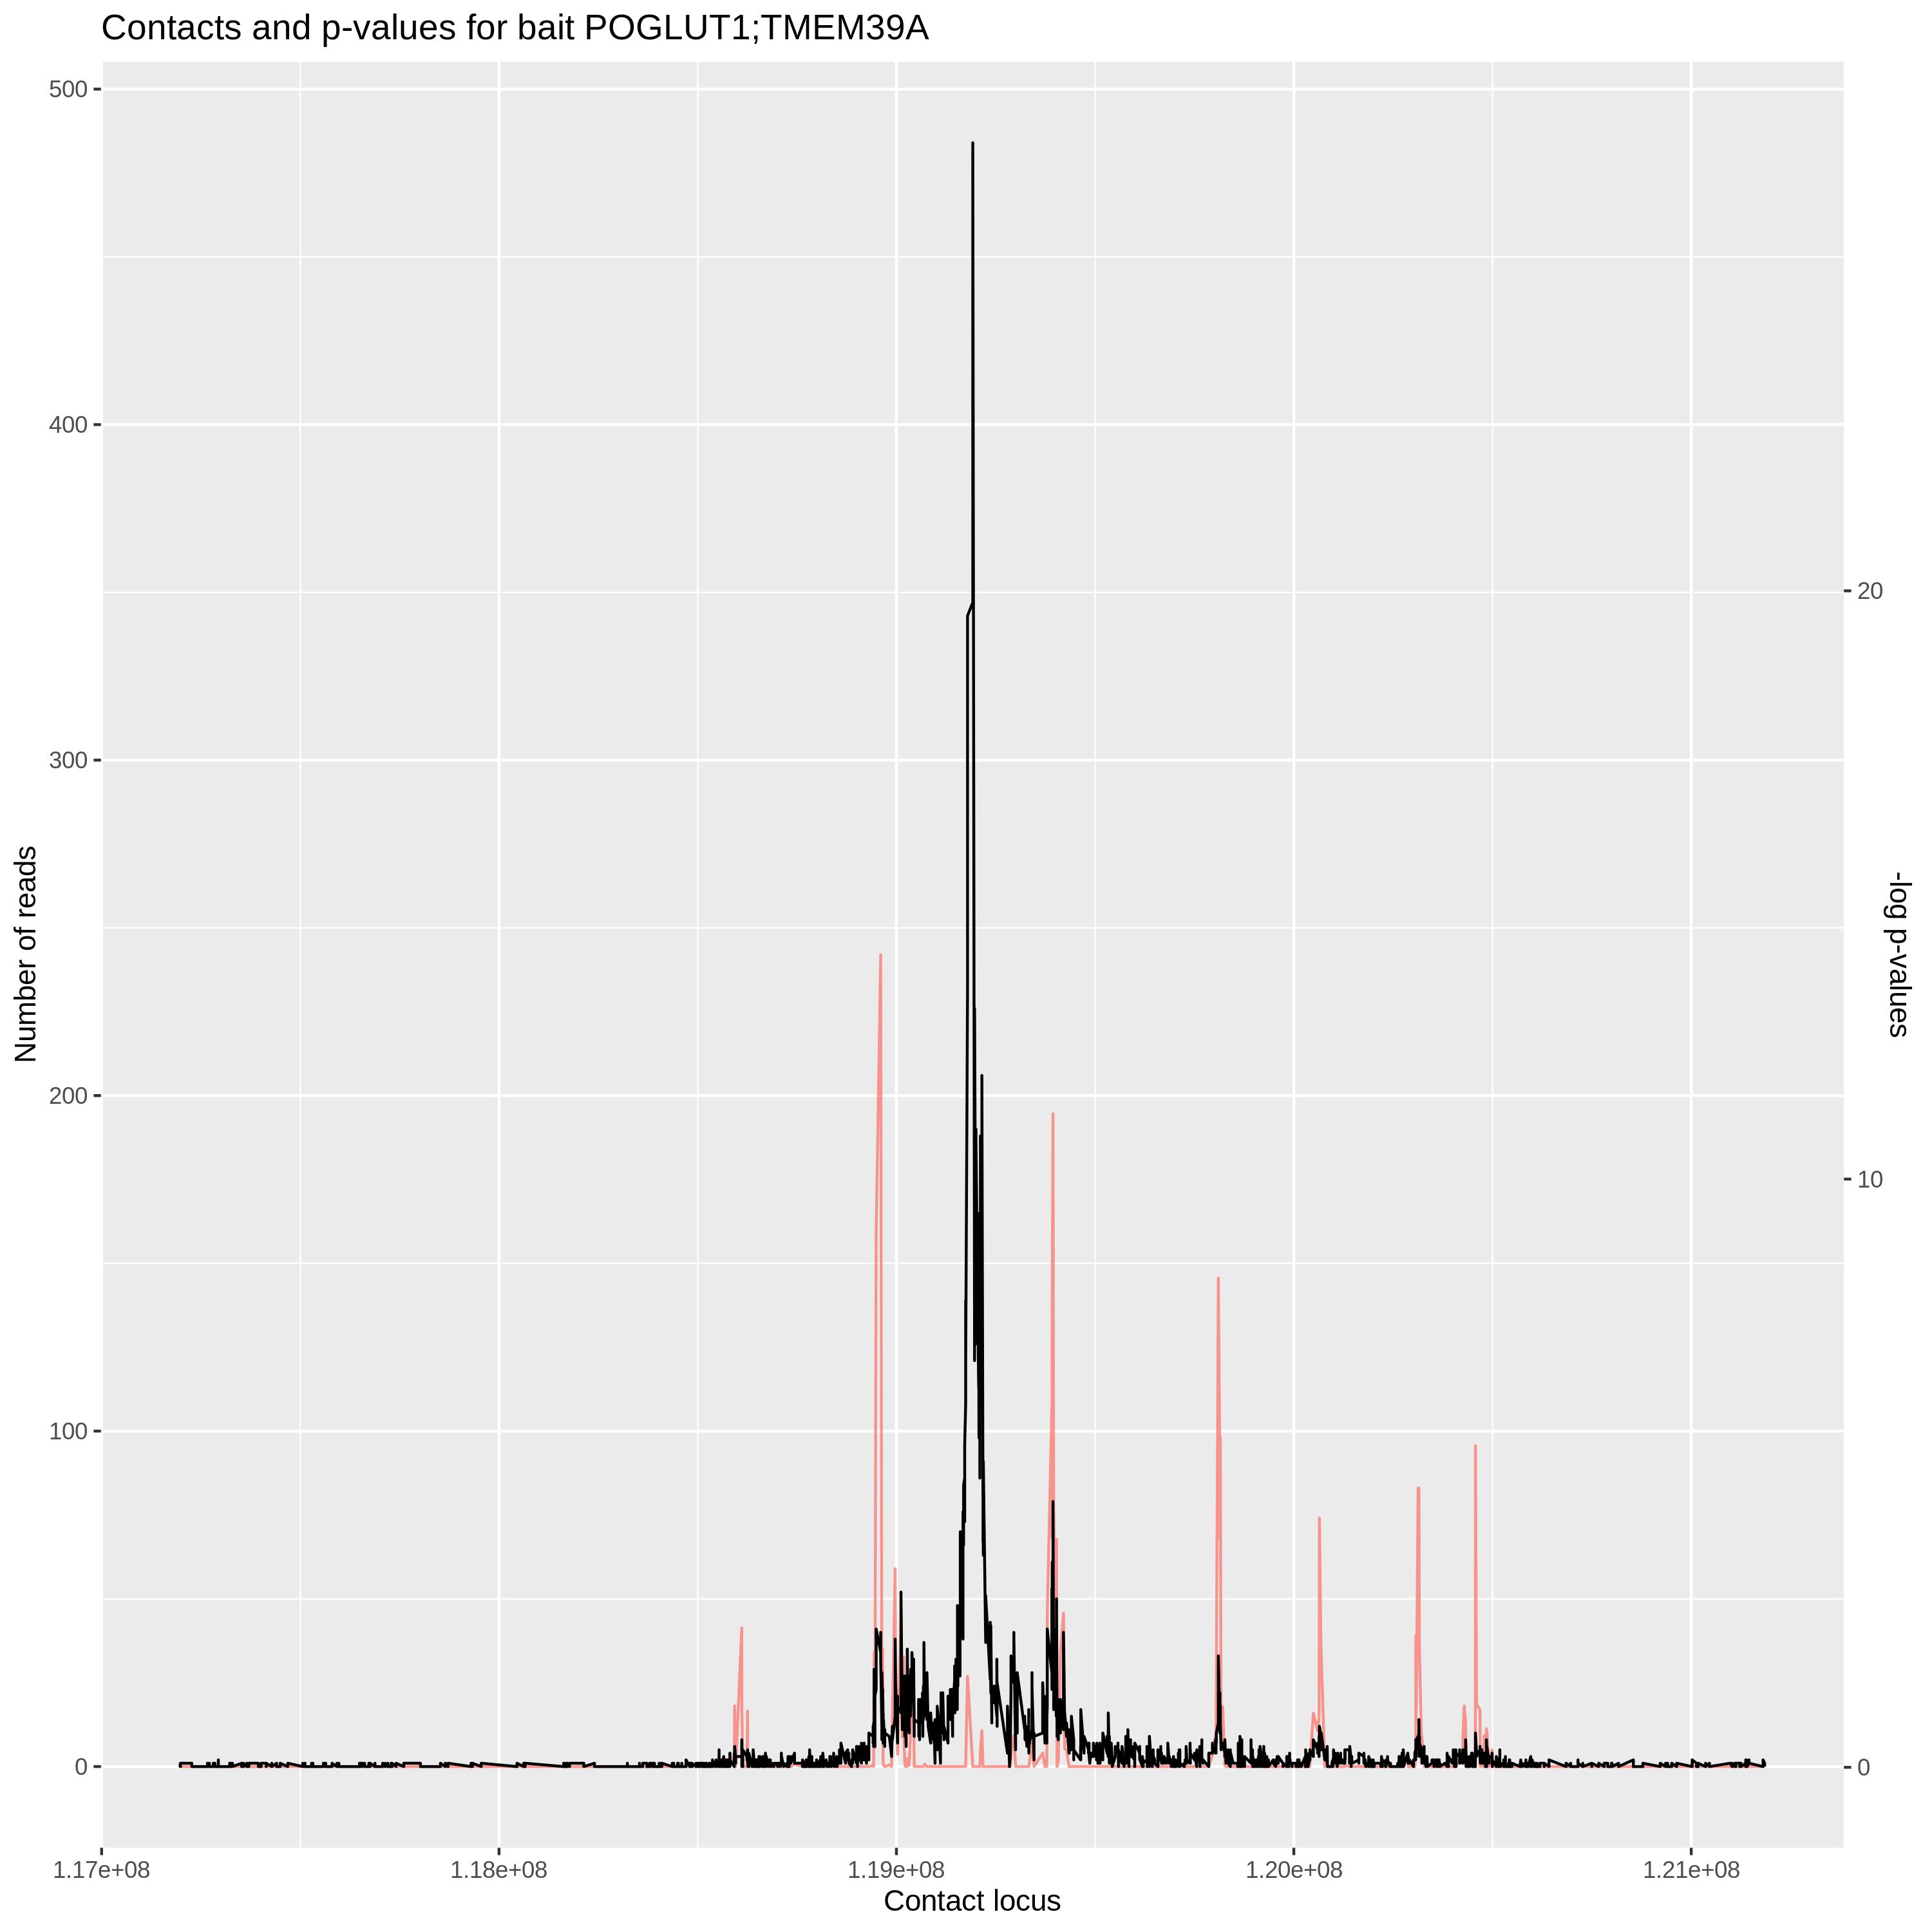 Contacts and p-values for bait POGLUT1;TMEM39A
500
400
300
200
100
0
Number of reads
20
10
0
-log p-values
1.17e+08 1.18e+08 1.19e+08 1.20e+08 1.21e+08
Contact locus